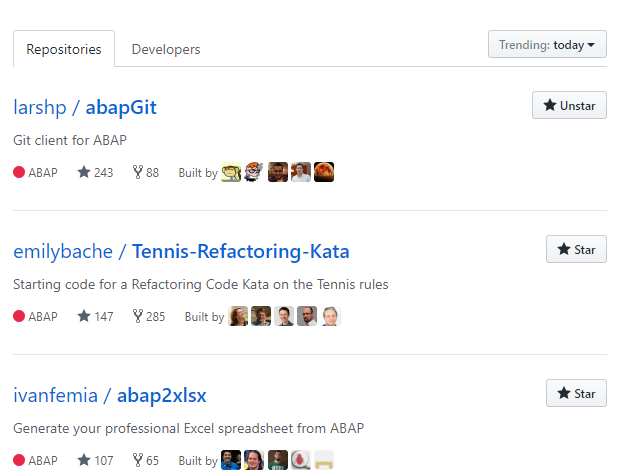 Repositories Developers Trending: today
larshp / abapGit Unstar
Git client for ABAP
ABAP 243 88 Built by
emilybache / Tennis-Refactoring-Kata Star
Starting code for a Refactoring Code Kata on the Tennis rules
ABAP 147 285 Built by
ivanfemia / abap2xlsx Star
Generate your professional Excel spreadsheet from ABAP
ABAP 107 65 Built by